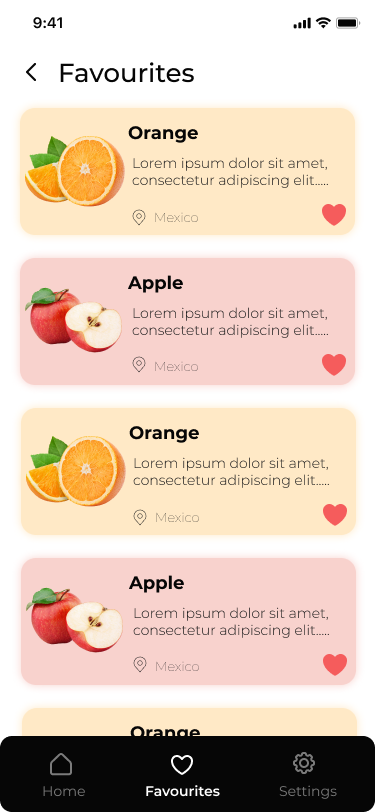 9:41
Favourites
Orange
Lorem ipsum dolor sit amet,
consectetur adipiscing elit.....
Mexico
Apple
Lorem ipsum dolor sit amet,
consectetur adipiscing elit.....
Mexico
Orange
Lorem ipsum dolor sit amet,
consectetur adipiscing elit.....
Mexico
Apple
Lorem ipsum dolor sit amet,
consectetur adipiscing elit.....
Mexico
Orange
Home Favourites Settings